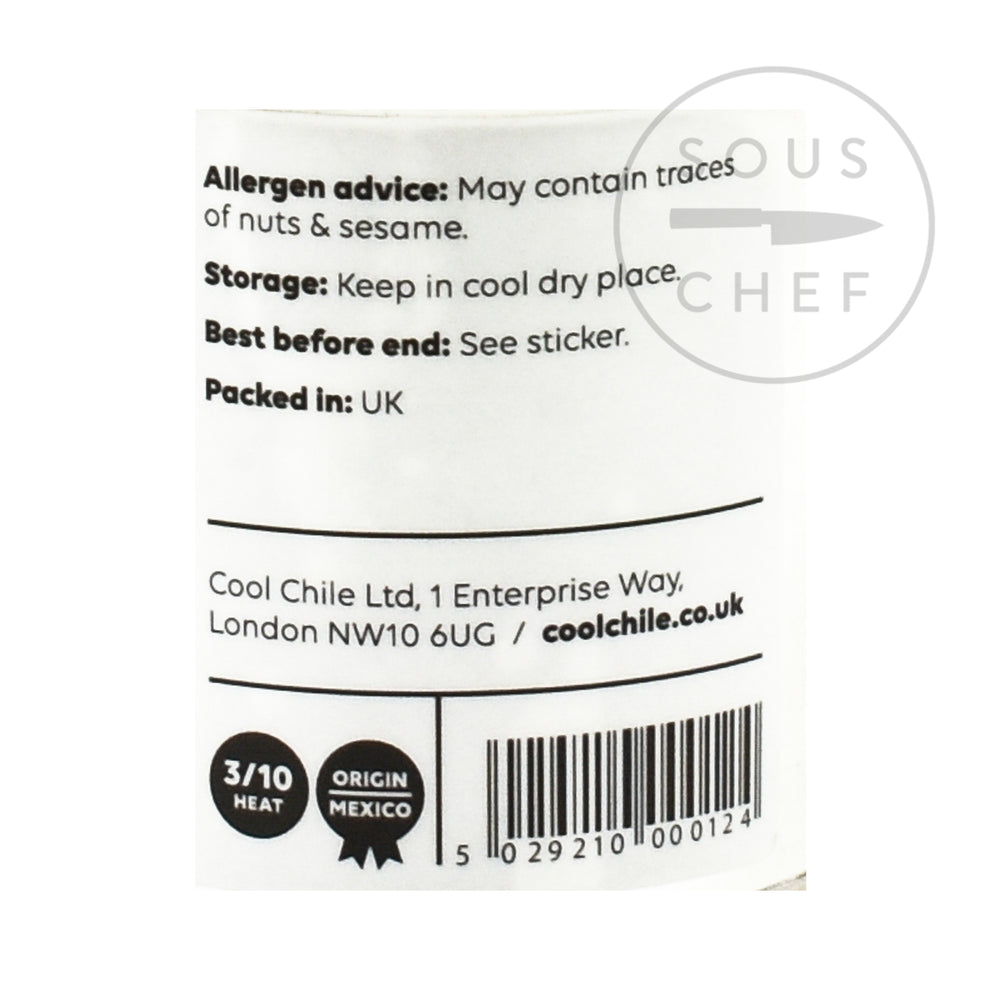 SOUS
CHEF
Allergen advice: May contain traces
of nuts & sesame.
Storage: Keep in cool dry place.
Best before end: See sticker.
Packed in: UK
Cool Chile Ltd, 1 Enterprise Way,
London NW10 6UG / coolchile.co.uk
3/10
HEAT
ORIGIN
MEXICO
5 029210 000124